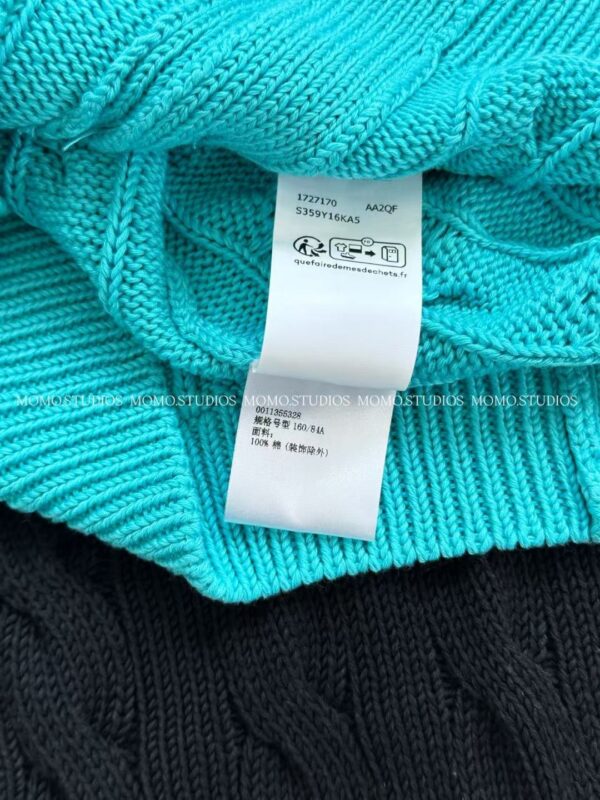 1727170 AA2QF
S359Y16KA5
FR
quefairedemesdechets.fr
MOMO.STUDIOS MOMO.STUDIOS MOMO.STUDIOS MOMO.STUDIOS
0011355328
规格号型 160/84A
面料:
100% 棉 (装饰除外)